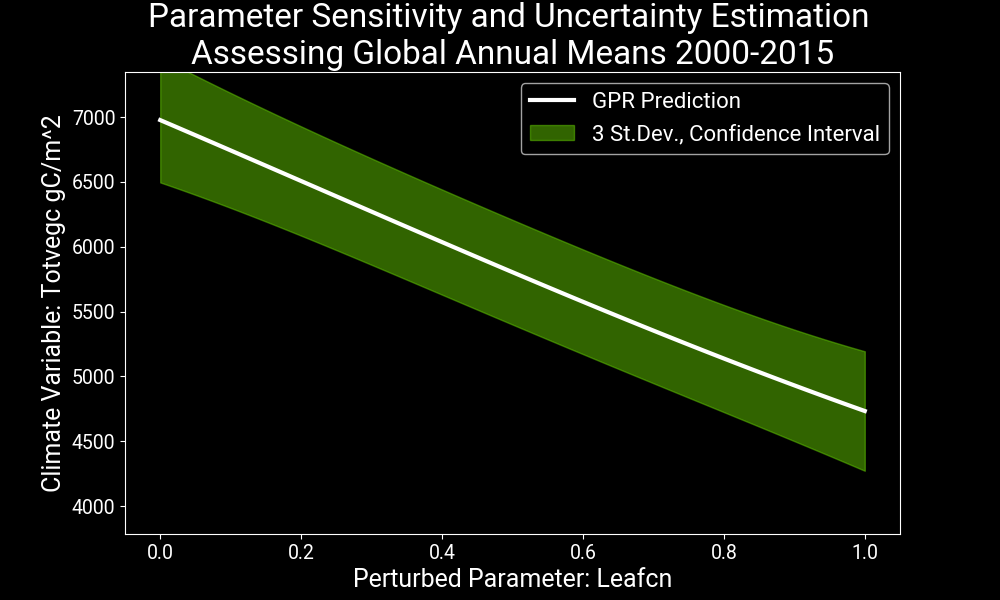 Parameter Sensitivity and Uncertainty Estimation
Assessing Global Annual Means 2000-2015
GPR Prediction
3 St.Dev., Confidence Interval
Climate Variable: Totvegc gC/m^2
7000
6500
6000
5500
5000
4500
4000
0.0 0.2 0.4 0.6 0.8 1.0
Perturbed Parameter: Leafcn